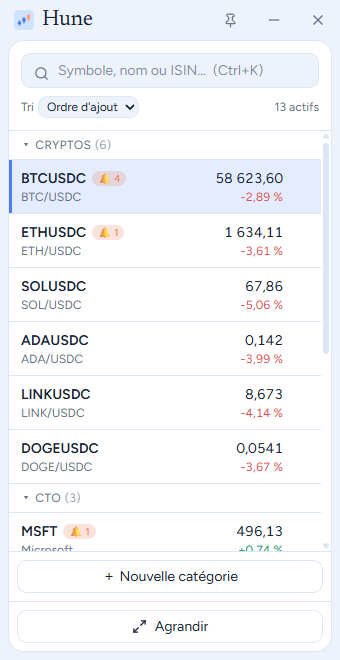 Hune
Symbole, nom ou ISIN... (Ctrl+K)
Tri Ordre d'ajout 13 actifs
CRYPTOS (6)
BTCUSDC 4 58 623,60
BTC/USDC -2,89 %
ETHUSDC 1 1 634,11
ETH/USDC -3,61 %
SOLUSDC 67,86
SOL/USDC -5,06 %
ADAUSDC 0,142
ADA/USDC -3,99 %
LINKUSDC 8,673
LINK/USDC -4,14 %
DOGEUSDC 0,0541
DOGE/USDC -3,67 %
CTO (3)
MSFT 1 496,13
Microsoft +0,74 %
+ Nouvelle catégorie
Agrandir